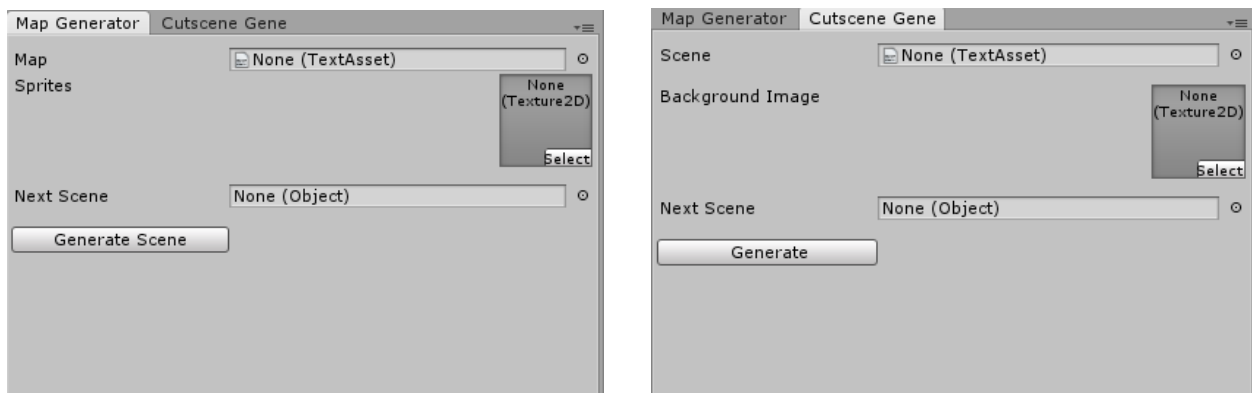 Map Generator Cutscene Gene
Map None (TextAsset)
Sprites None
(Texture2D)
Select
Next Scene None (Object)
Generate Scene
Map Generator Cutscene Gene
Scene None (TextAsset)
Background Image None
(Texture2D)
Select
Next Scene None (Object)
Generate